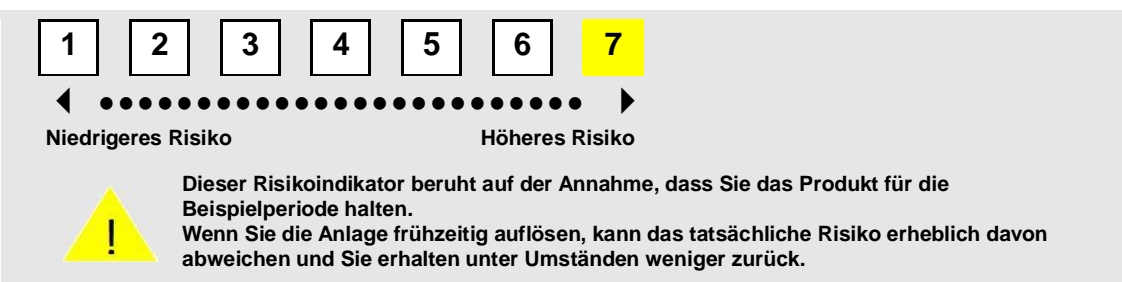 1 2 3 4 5 6 7
Niedrigeres Risiko Höheres Risiko
Dieser Risikoindikator beruht auf der Annahme, dass Sie das Produkt für die
Beispielperiode halten.
!
Wenn Sie die Anlage frühzeitig auflösen, kann das tatsächliche Risiko erheblich davon
abweichen und Sie erhalten unter Umständen weniger zurück.